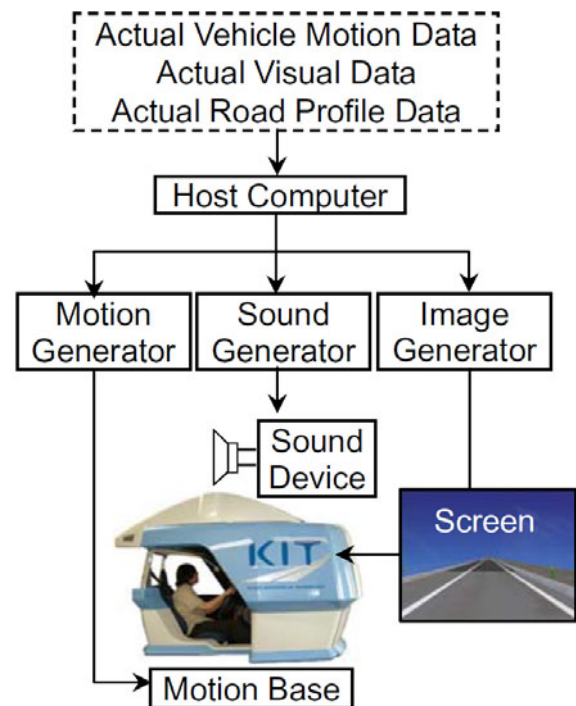 Actual Vehicle Motion Data
Actual Visual Data
Actual Road Profile Data
Host Computer
Motion
Generator
Sound
Generator
Image
Generator
Sound
Device
Screen
KIT
Motion Base